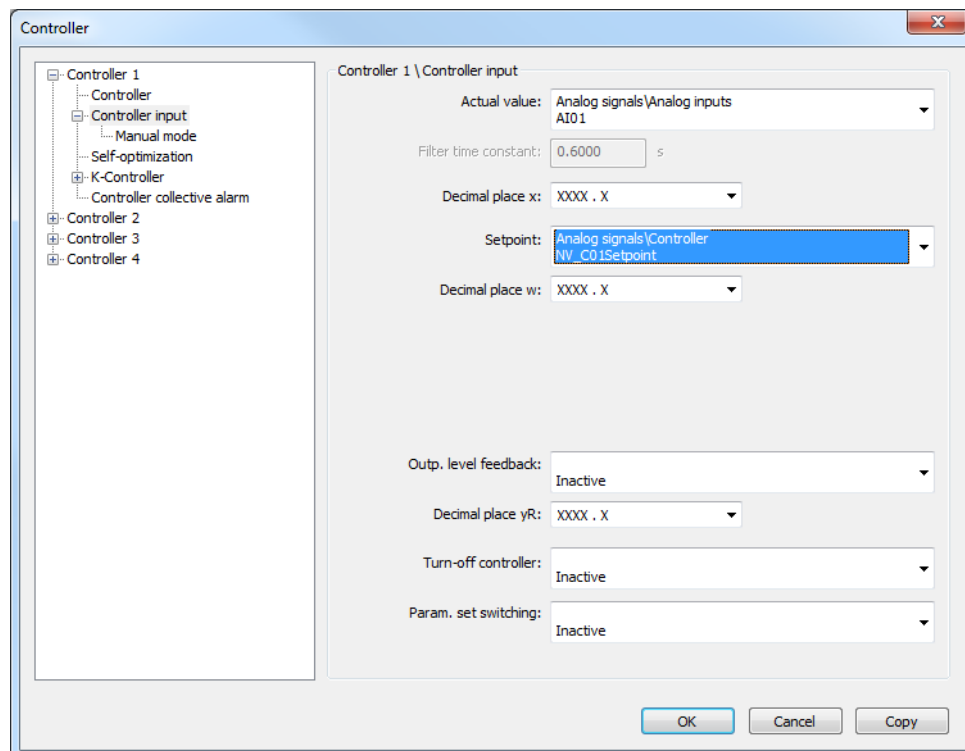 Controller
Controller 1
Controller
Controller input
Manual mode
Self-optimization
K-Controller
Controller collective alarm
Controller 2
Controller 3
Controller 4
Controller 1 \ Controller input
Actual value: Analog signals\Analog inputs
AI01
Filter time constant: 0.6000 s
Decimal place x: XXXX . X
Setpoint: Analog signals\Controller
NV_C01Setpoint
Decimal place w: XXXX . X
Outp. level feedback:
Inactive
Decimal place yR: XXXX . X
Turn-off controller:
Inactive
Param. set switching:
Inactive
OK Cancel Copy